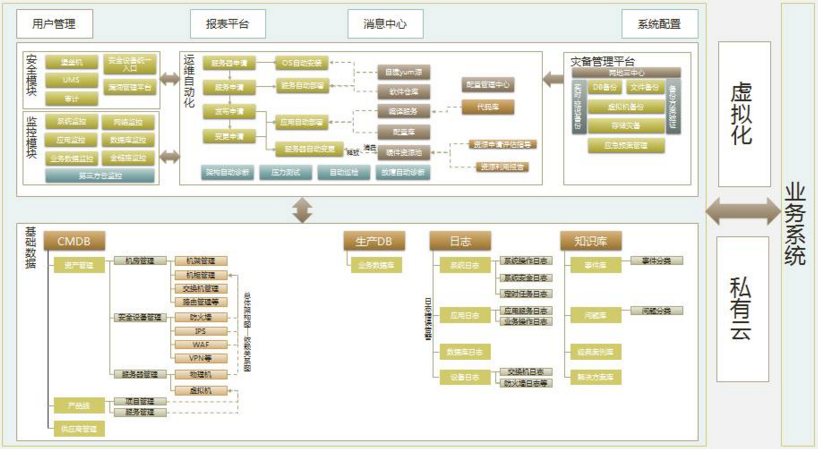 用户管理
报表平台
消息中心
系统配置
安全模块
堡垒机
安全设备统一入口
UMS
漏洞管理平台
审计
监控模块
系统监控
网络监控
应用监控
数据库监控
业务数据监控
全链路监控
第三方云监控
运维自动化
服务器申请
OS自动安装
服务申请
服务自动部署
发布申请
应用自动部署
变更申请
服务器自动变更
自建yum源
软件仓库
编译服务
配置库
硬件资源池
配置管理中心
代码库
资源申请评估指导
资源利用经营
架构自动诊断
压力测试
自动巡检
故障自动诊断
灾备管理平台
两地三中心
DB备份
文件备份
虚拟机备份
存储灾备
应急预案管理
虚拟化
私有云
业务系统
基础数据
CMDB
资产管理
机房管理
机架管理
机柜管理
交换机管理
路由管理等
安全设备管理
防火墙
IPS
WAF
VPN等
服务器管理
物理机
虚拟机
产品线
项目管理
服务管理
供应商管理
生产DB
业务数据库
日志
系统日志
系统操作日志
系统安全日志
定时任务日志
应用日志
应用服务日志
业务操作日志
数据库日志
设备日志
交换机日志
防火墙日志等
知识库
事件库
事件分类
问题库
问题分类
经典案例库
解决方案库